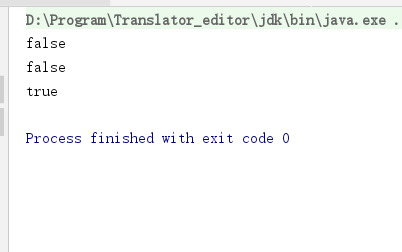 D:\Program\Translator_editor\jdk\bin\java.exe .
false
false
true
Process finished with exit code 0